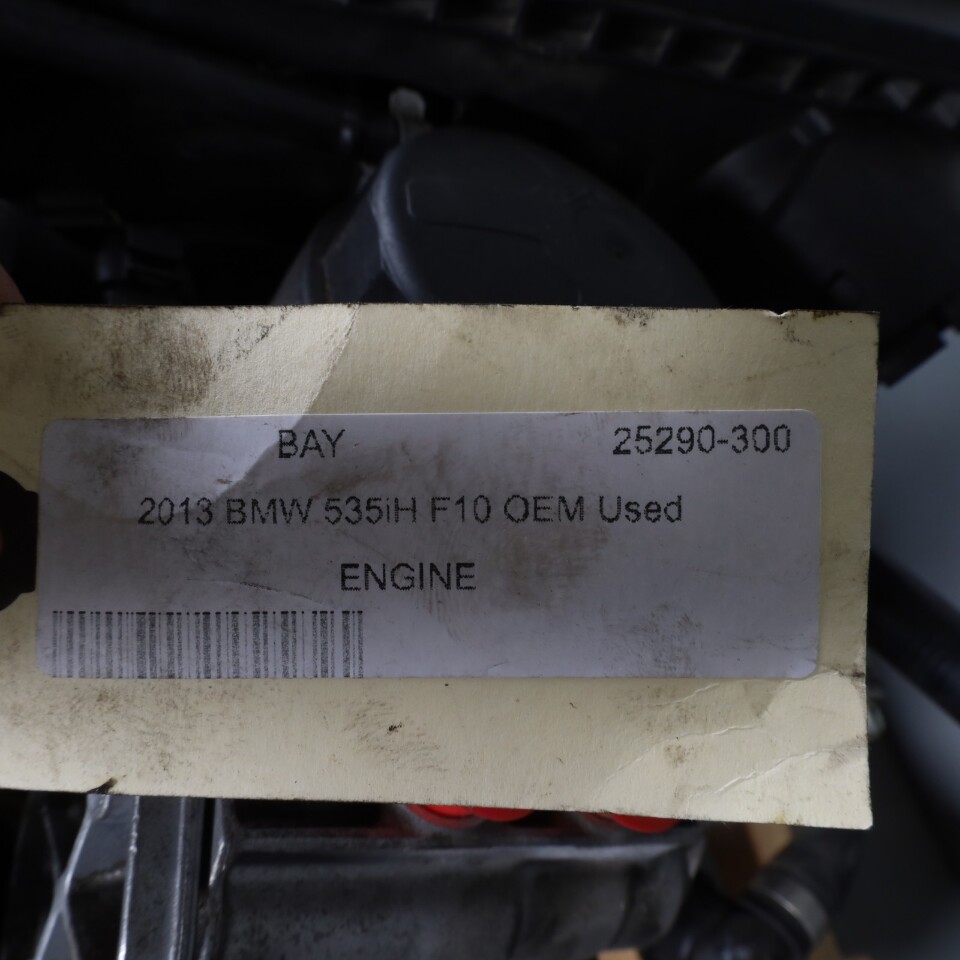 BAY 25290-300
2013 BMW 535iH F10 OEM Used
ENGINE